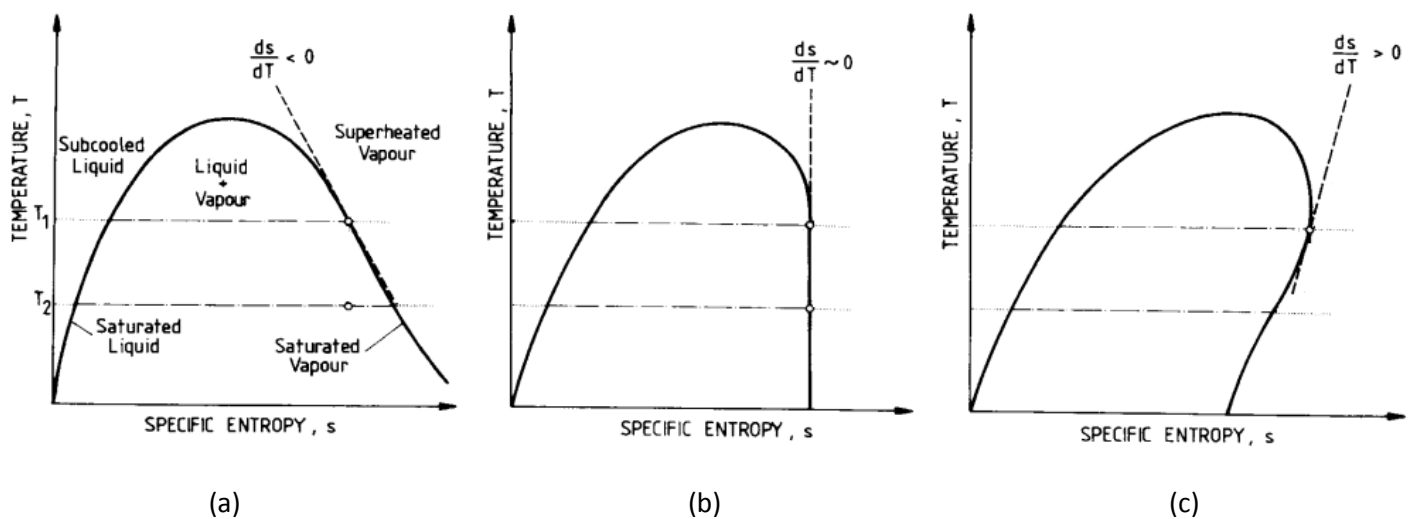 TEMPERATURE, T
ds
dT
< 0
Subcooled
Liquid
Liquid
+
Vapour
Superheated
Vapour
T1
T2
Saturated
Liquid
Saturated
Vapour
SPECIFIC ENTROPY, s
(a)
TEMPERATURE, T
ds
dT
~ 0
SPECIFIC ENTROPY, s
(b)
TEMPERATURE, T
ds
dT
> 0
SPECIFIC ENTROPY, s
(c)